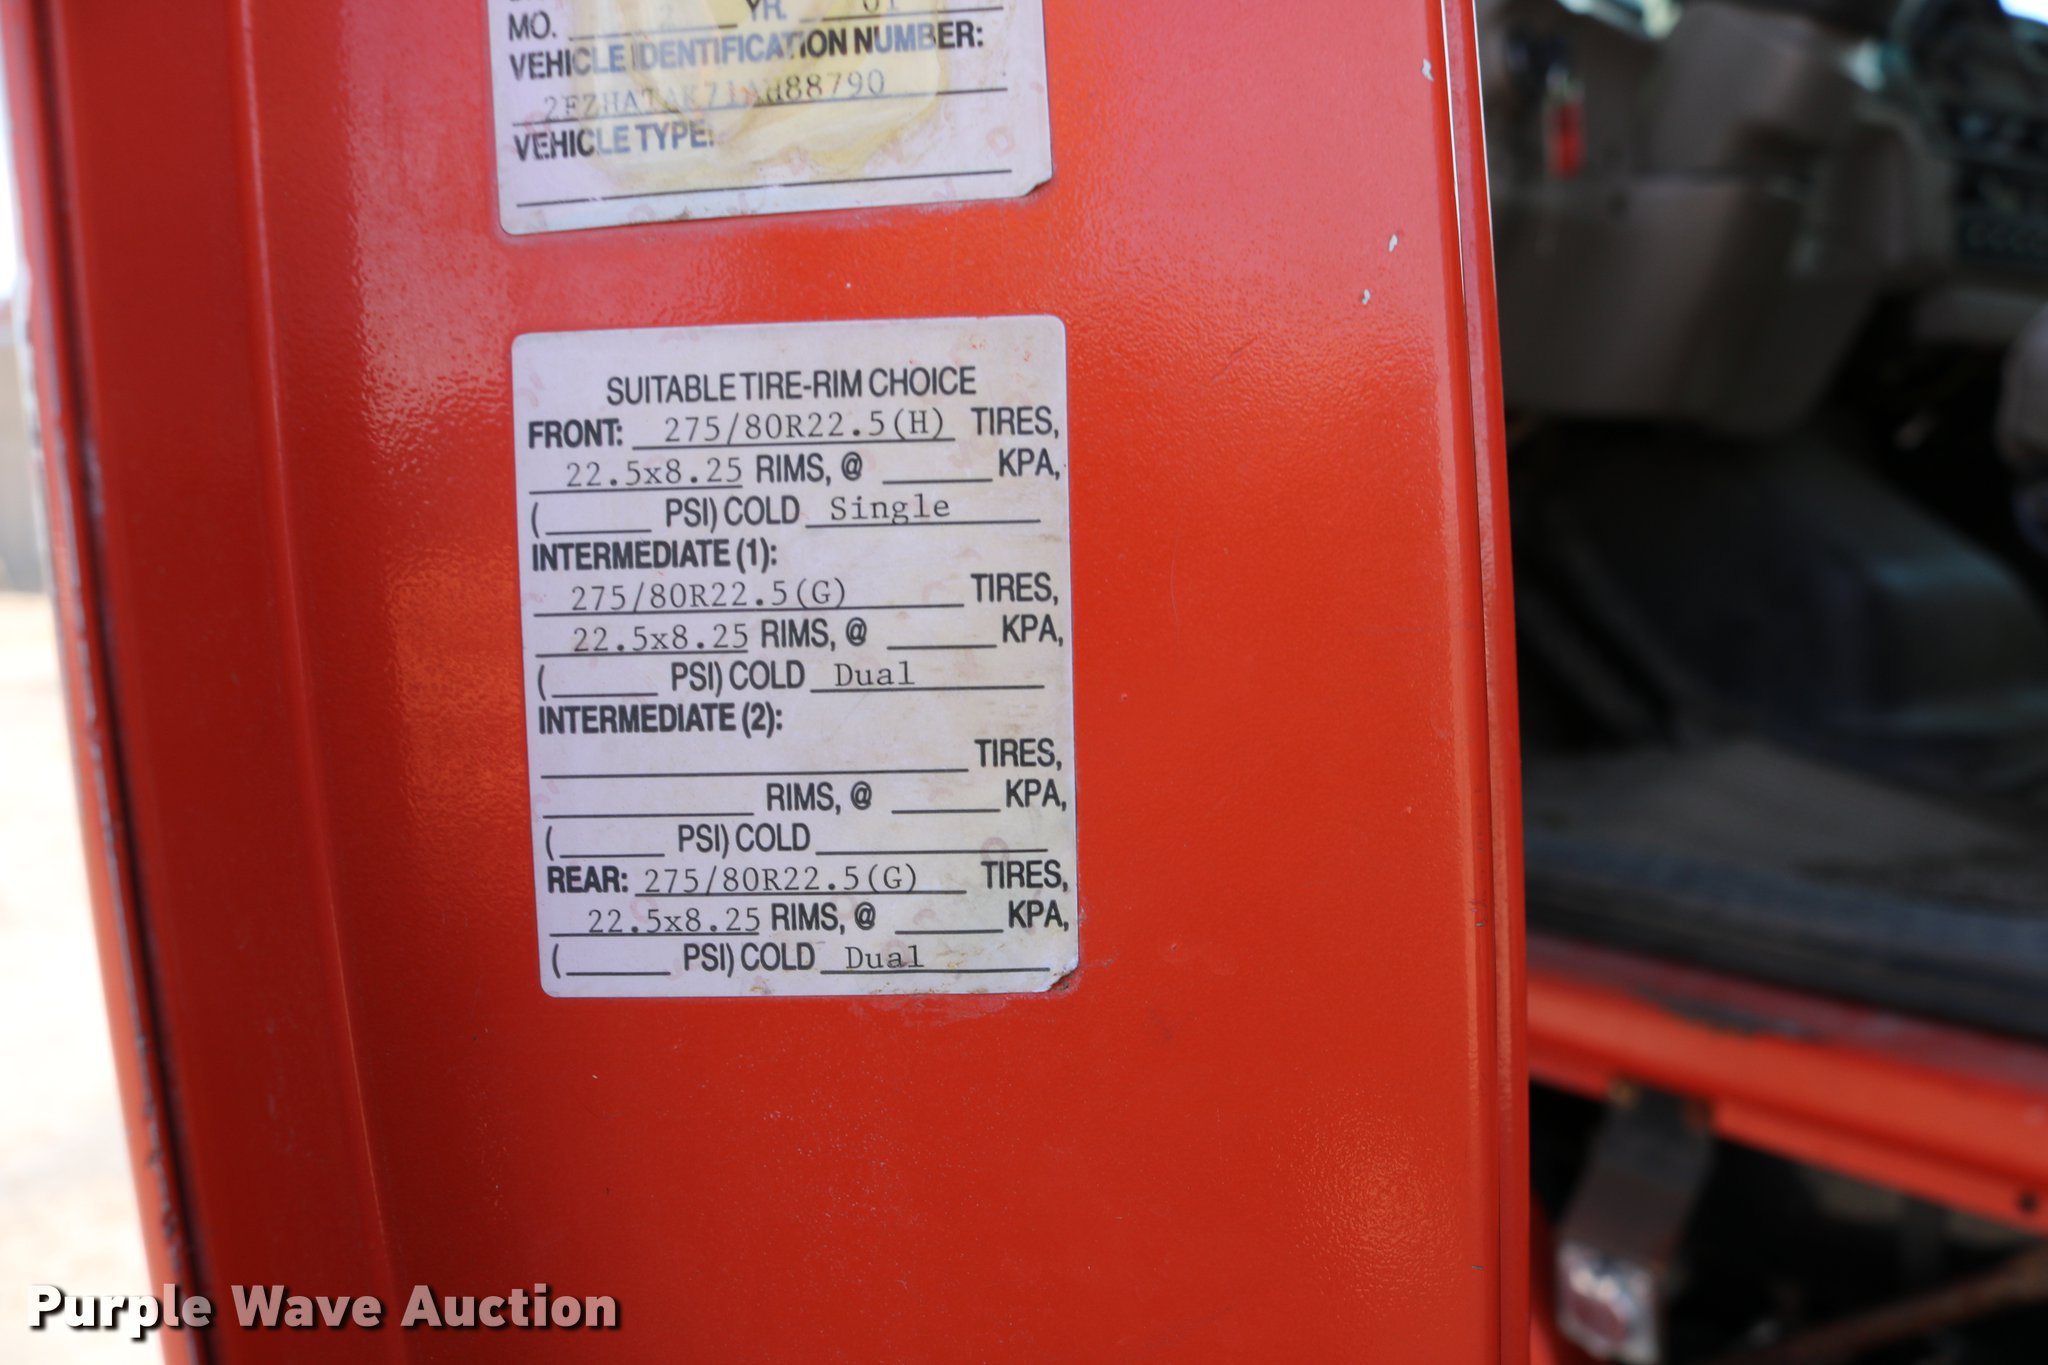 MO. 2 YR. 01
VEHICLE IDENTIFICATION NUMBER:
VEHICLE TYPE:
SUITABLE TIRE-RIM CHOICE
FRONT: 275/80R22.5(H) TIRES,
22.5x8.25 RIMS, @ KPA,
( PSI) COLD Single
INTERMEDIATE (1):
275/80R22.5(G) TIRES,
22.5x8.25 RIMS, @ KPA,
( PSI) COLD Dual
INTERMEDIATE (2):
TIRES,
RIMS, @ KPA,
( PSI) COLD
REAR: 275/80R22.5(G) TIRES,
22.5x8.25 RIMS, @ KPA,
( PSI) COLD Dual
Purple Wave Auction